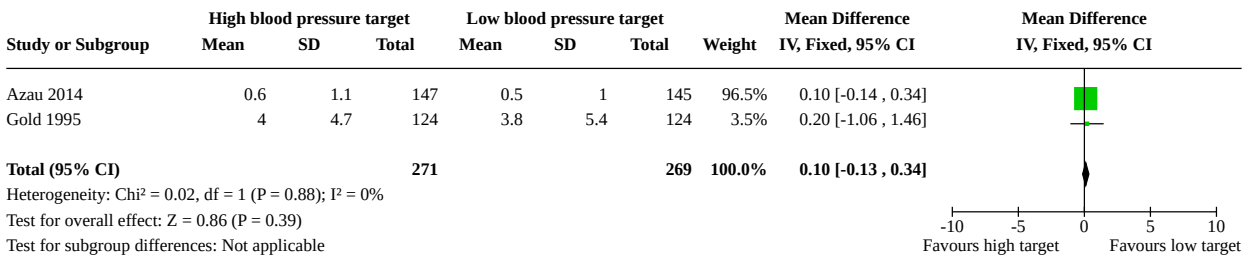 High blood pressure target Low blood pressure target Mean Difference Mean Difference
Study or Subgroup Mean SD Total Mean SD Total Weight IV, Fixed, 95% CI IV, Fixed, 95% CI
Azau 2014 0.6 1.1 147 0.5 1 145 96.5% 0.10 [-0.14 , 0.34]
Gold 1995 4 4.7 124 3.8 5.4 124 3.5% 0.20 [-1.06 , 1.46]
Total (95% CI) 271 269 100.0% 0.10 [-0.13 , 0.34]
Heterogeneity: Chi² = 0.02, df = 1 (P = 0.88); I² = 0%
Test for overall effect: Z = 0.86 (P = 0.39) -10 -5 0 5 10
Test for subgroup differences: Not applicable Favours high target Favours low target